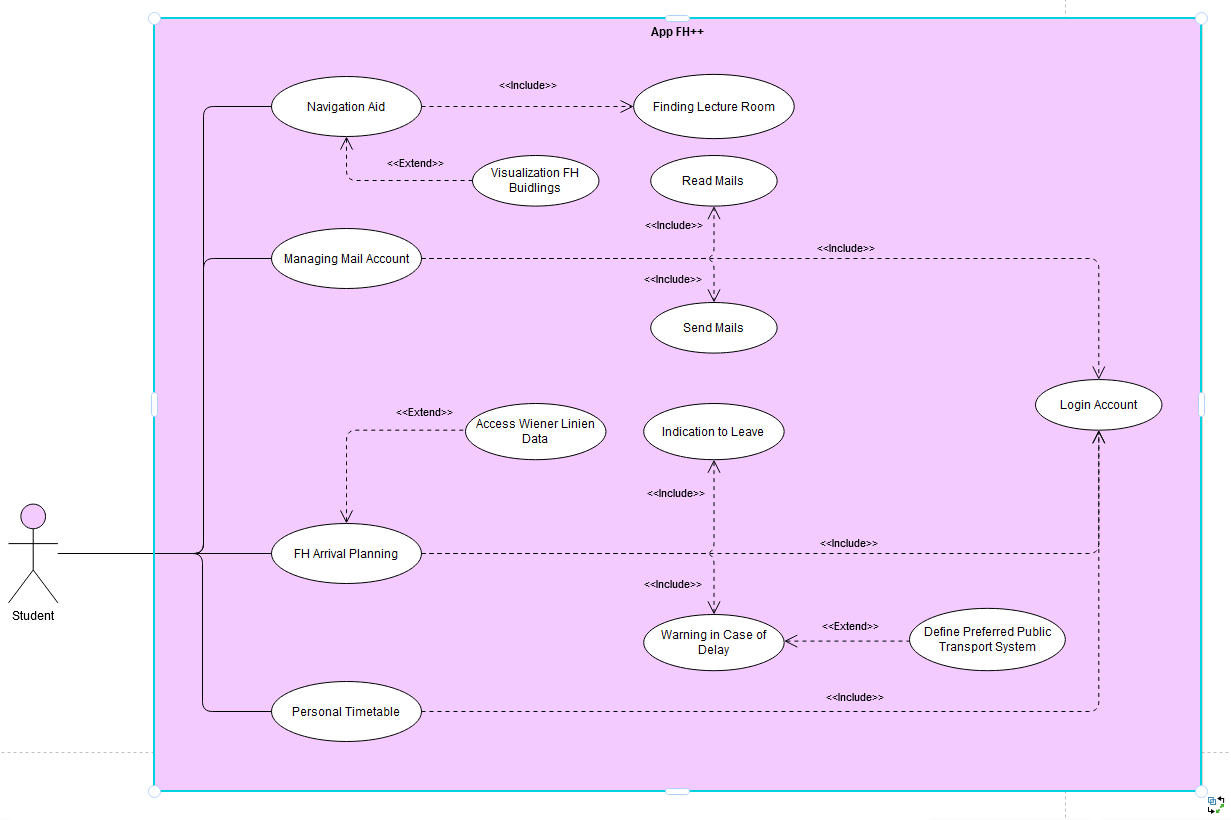 App FH++
<<Include>>
Navigation Aid
Finding Lecture Room
<<Extend>>
Visualization FH
Buidlings
Read Mails
<<Include>>
Managing Mail Account
<<Include>>
<<Include>>
Send Mails
Login Account
<<Extend>>
Access Wiener Linien
Data
Indication to Leave
<<Include>>
Student
FH Arrival Planning
<<Include>>
<<Include>>
Warning in Case of
Delay
<<Extend>>
Define Preferred Public
Transport System
Personal Timetable
<<Include>>